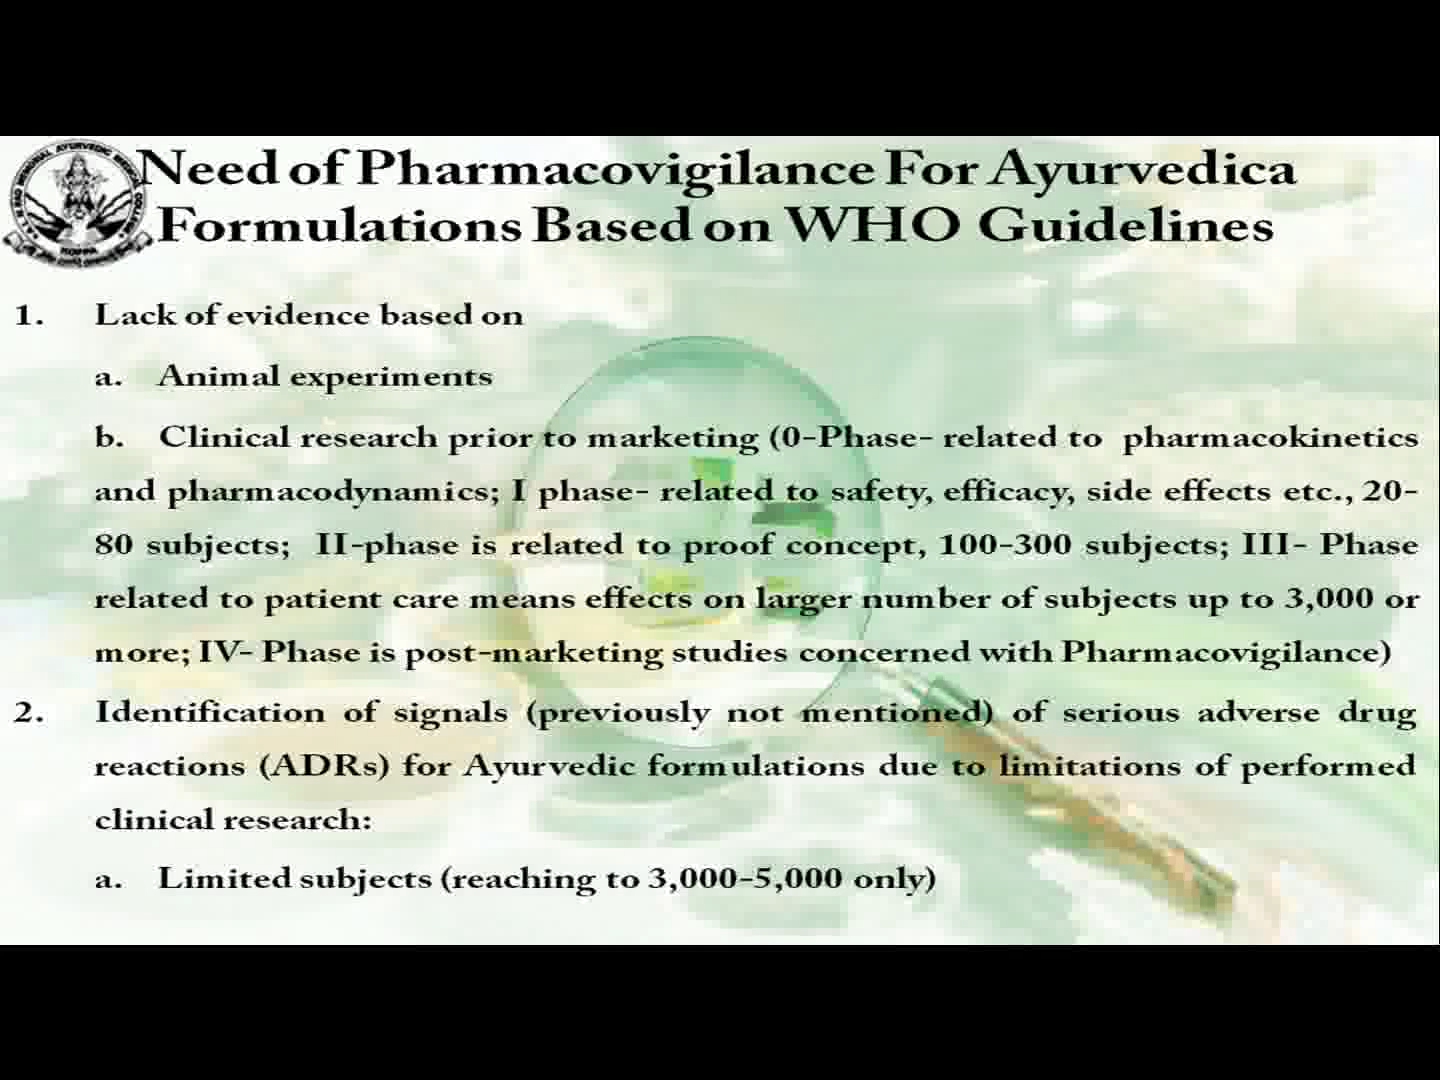 Need of Pharmacovigilance For Ayurvedica
Formulations Based on WHO Guidelines
1. Lack of evidence based on
a. Animal experiments
b. Clinical research prior to marketing (0-Phase- related to pharmacokinetics
and pharmacodynamics; I phase- related to safety, efficacy, side effects etc., 20-
80 subjects; II-phase is related to proof concept, 100-300 subjects; III- Phase
related to patient care means effects on larger number of subjects up to 3,000 or
more; IV- Phase is post-marketing studies concerned with Pharmacovigilance)
2. Identification of signals (previously not mentioned) of serious adverse drug
reactions (ADRs) for Ayurvedic formulations due to limitations of performed
clinical research:
a. Limited subjects (reaching to 3,000-5,000 only)